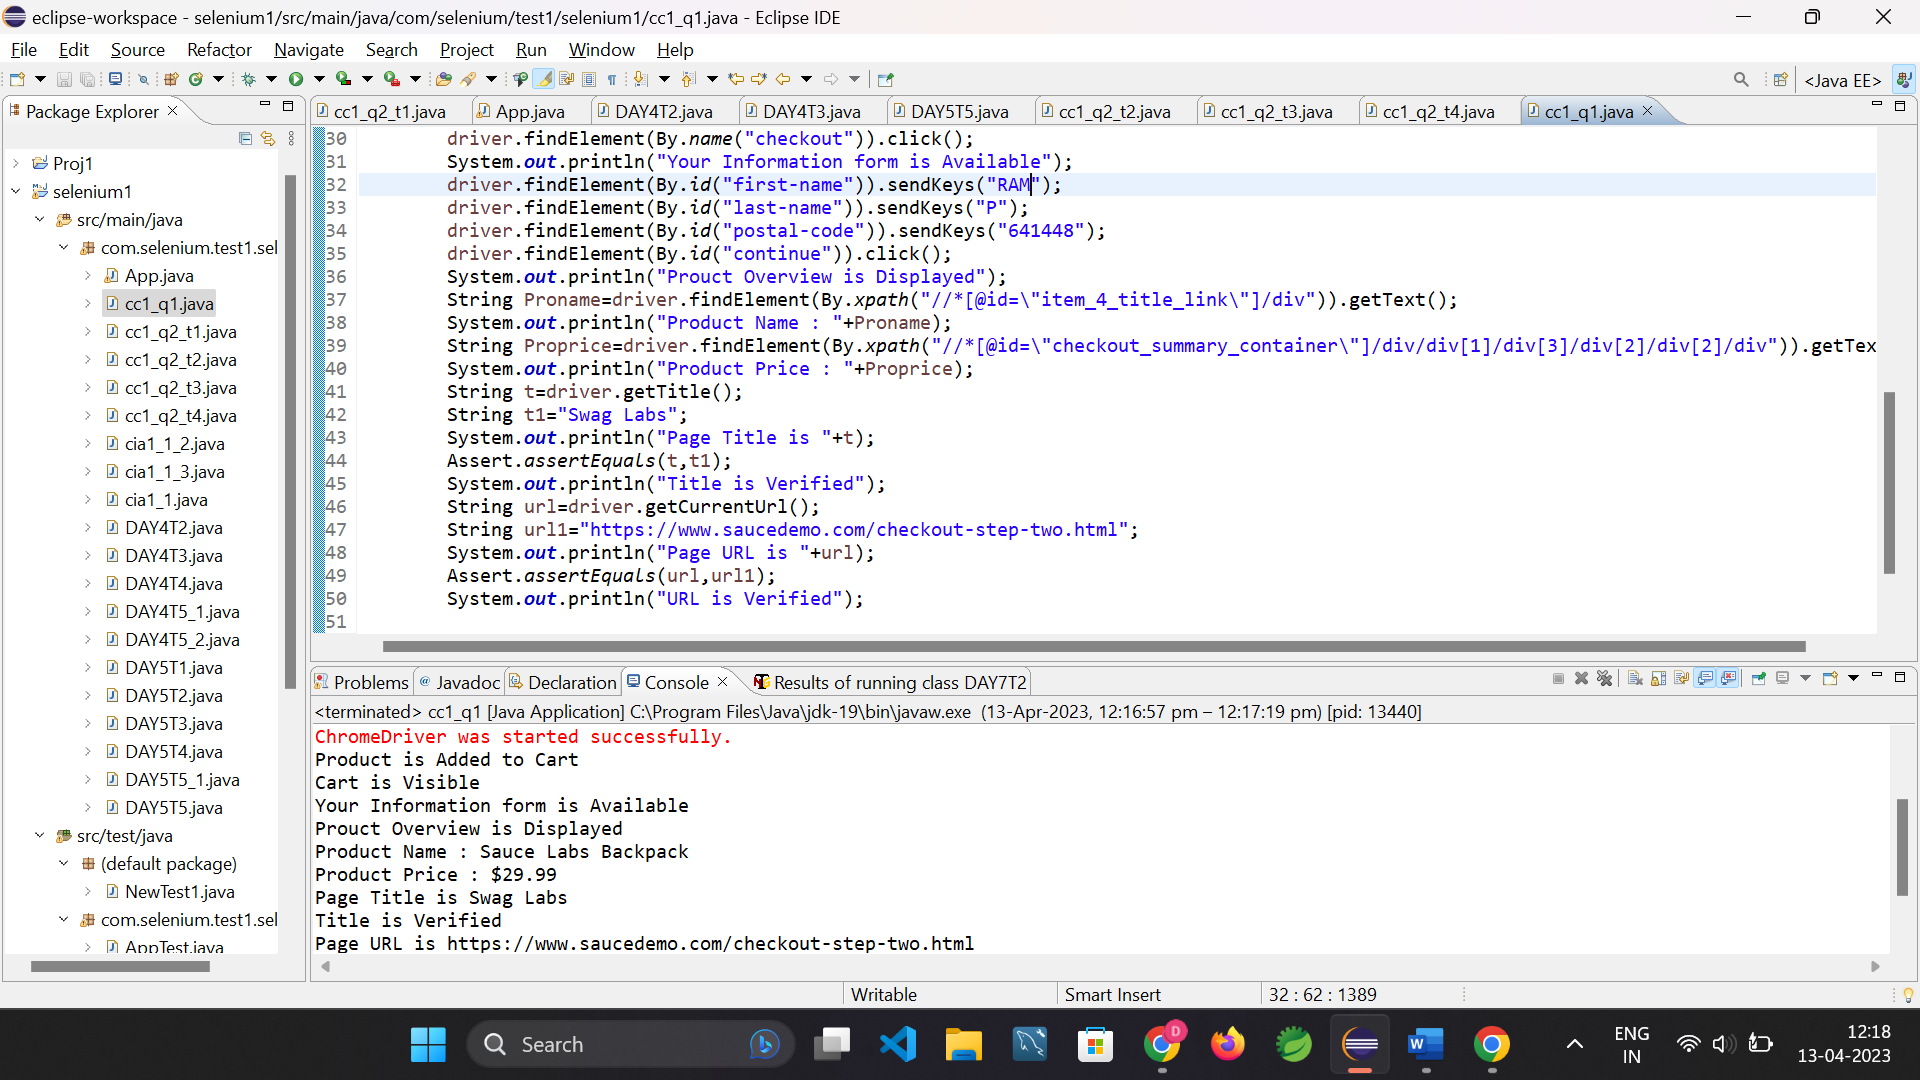 eclipse-workspace - selenium1/src/main/java/com/selenium/test1/selenium1/cc1_q1.java - Eclipse IDE
File Edit Source Refactor Navigate Search Project Run Window Help
<Java EE>
Package Explorer
Proj1
selenium1
src/main/java
com.selenium.test1.sel
App.java
cc1_q1.java
cc1_q2_t1.java
cc1_q2_t2.java
cc1_q2_t3.java
cc1_q2_t4.java
cia1_1_2.java
cia1_1_3.java
cia1_1.java
DAY4T2.java
DAY4T3.java
DAY4T4.java
DAY4T5_1.java
DAY4T5_2.java
DAY5T1.java
DAY5T2.java
DAY5T3.java
DAY5T4.java
DAY5T5_1.java
DAY5T5.java
src/test/java
(default package)
NewTest1.java
com.selenium.test1.sel
AppTest.java
cc1_q2_t1.java App.java DAY4T2.java DAY4T3.java DAY5T5.java cc1_q2_t2.java cc1_q2_t3.java cc1_q2_t4.java cc1_q1.java
30 driver.findElement(By.name("checkout")).click();
31 System.out.println("Your Information form is Available");
32 driver.findElement(By.id("first-name")).sendKeys("RAM");
33 driver.findElement(By.id("last-name")).sendKeys("P");
34 driver.findElement(By.id("postal-code")).sendKeys("641448");
35 driver.findElement(By.id("continue")).click();
36 System.out.println("Prouct Overview is Displayed");
37 String Proname=driver.findElement(By.xpath("//*[@id=\"item_4_title_link\"]/div")).getText();
38 System.out.println("Product Name : "+Proname);
39 String Proprice=driver.findElement(By.xpath("//*[@id=\"checkout_summary_container\"]/div/div[1]/div[3]/div[2]/div[2]/div")).getTex
40 System.out.println("Product Price : "+Proprice);
41 String t=driver.getTitle();
42 String t1="Swag Labs";
43 System.out.println("Page Title is "+t);
44 Assert.assertEquals(t,t1);
45 System.out.println("Title is Verified");
46 String url=driver.getCurrentUrl();
47 String url1="https://www.saucedemo.com/checkout-step-two.html";
48 System.out.println("Page URL is "+url);
49 Assert.assertEquals(url,url1);
50 System.out.println("URL is Verified");
51
Problems Javadoc Declaration Console Results of running class DAY7T2
<terminated> cc1_q1 [Java Application] C:\Program Files\Java\jdk-19\bin\javaw.exe (13-Apr-2023, 12:16:57 pm – 12:17:19 pm) [pid: 13440]
ChromeDriver was started successfully.
Product is Added to Cart
Cart is Visible
Your Information form is Available
Prouct Overview is Displayed
Product Name : Sauce Labs Backpack
Product Price : $29.99
Page Title is Swag Labs
Title is Verified
Page URL is https://www.saucedemo.com/checkout-step-two.html
Writable Smart Insert 32 : 62 : 1389
Search
D
W
ENG
IN
12:18
13-04-2023